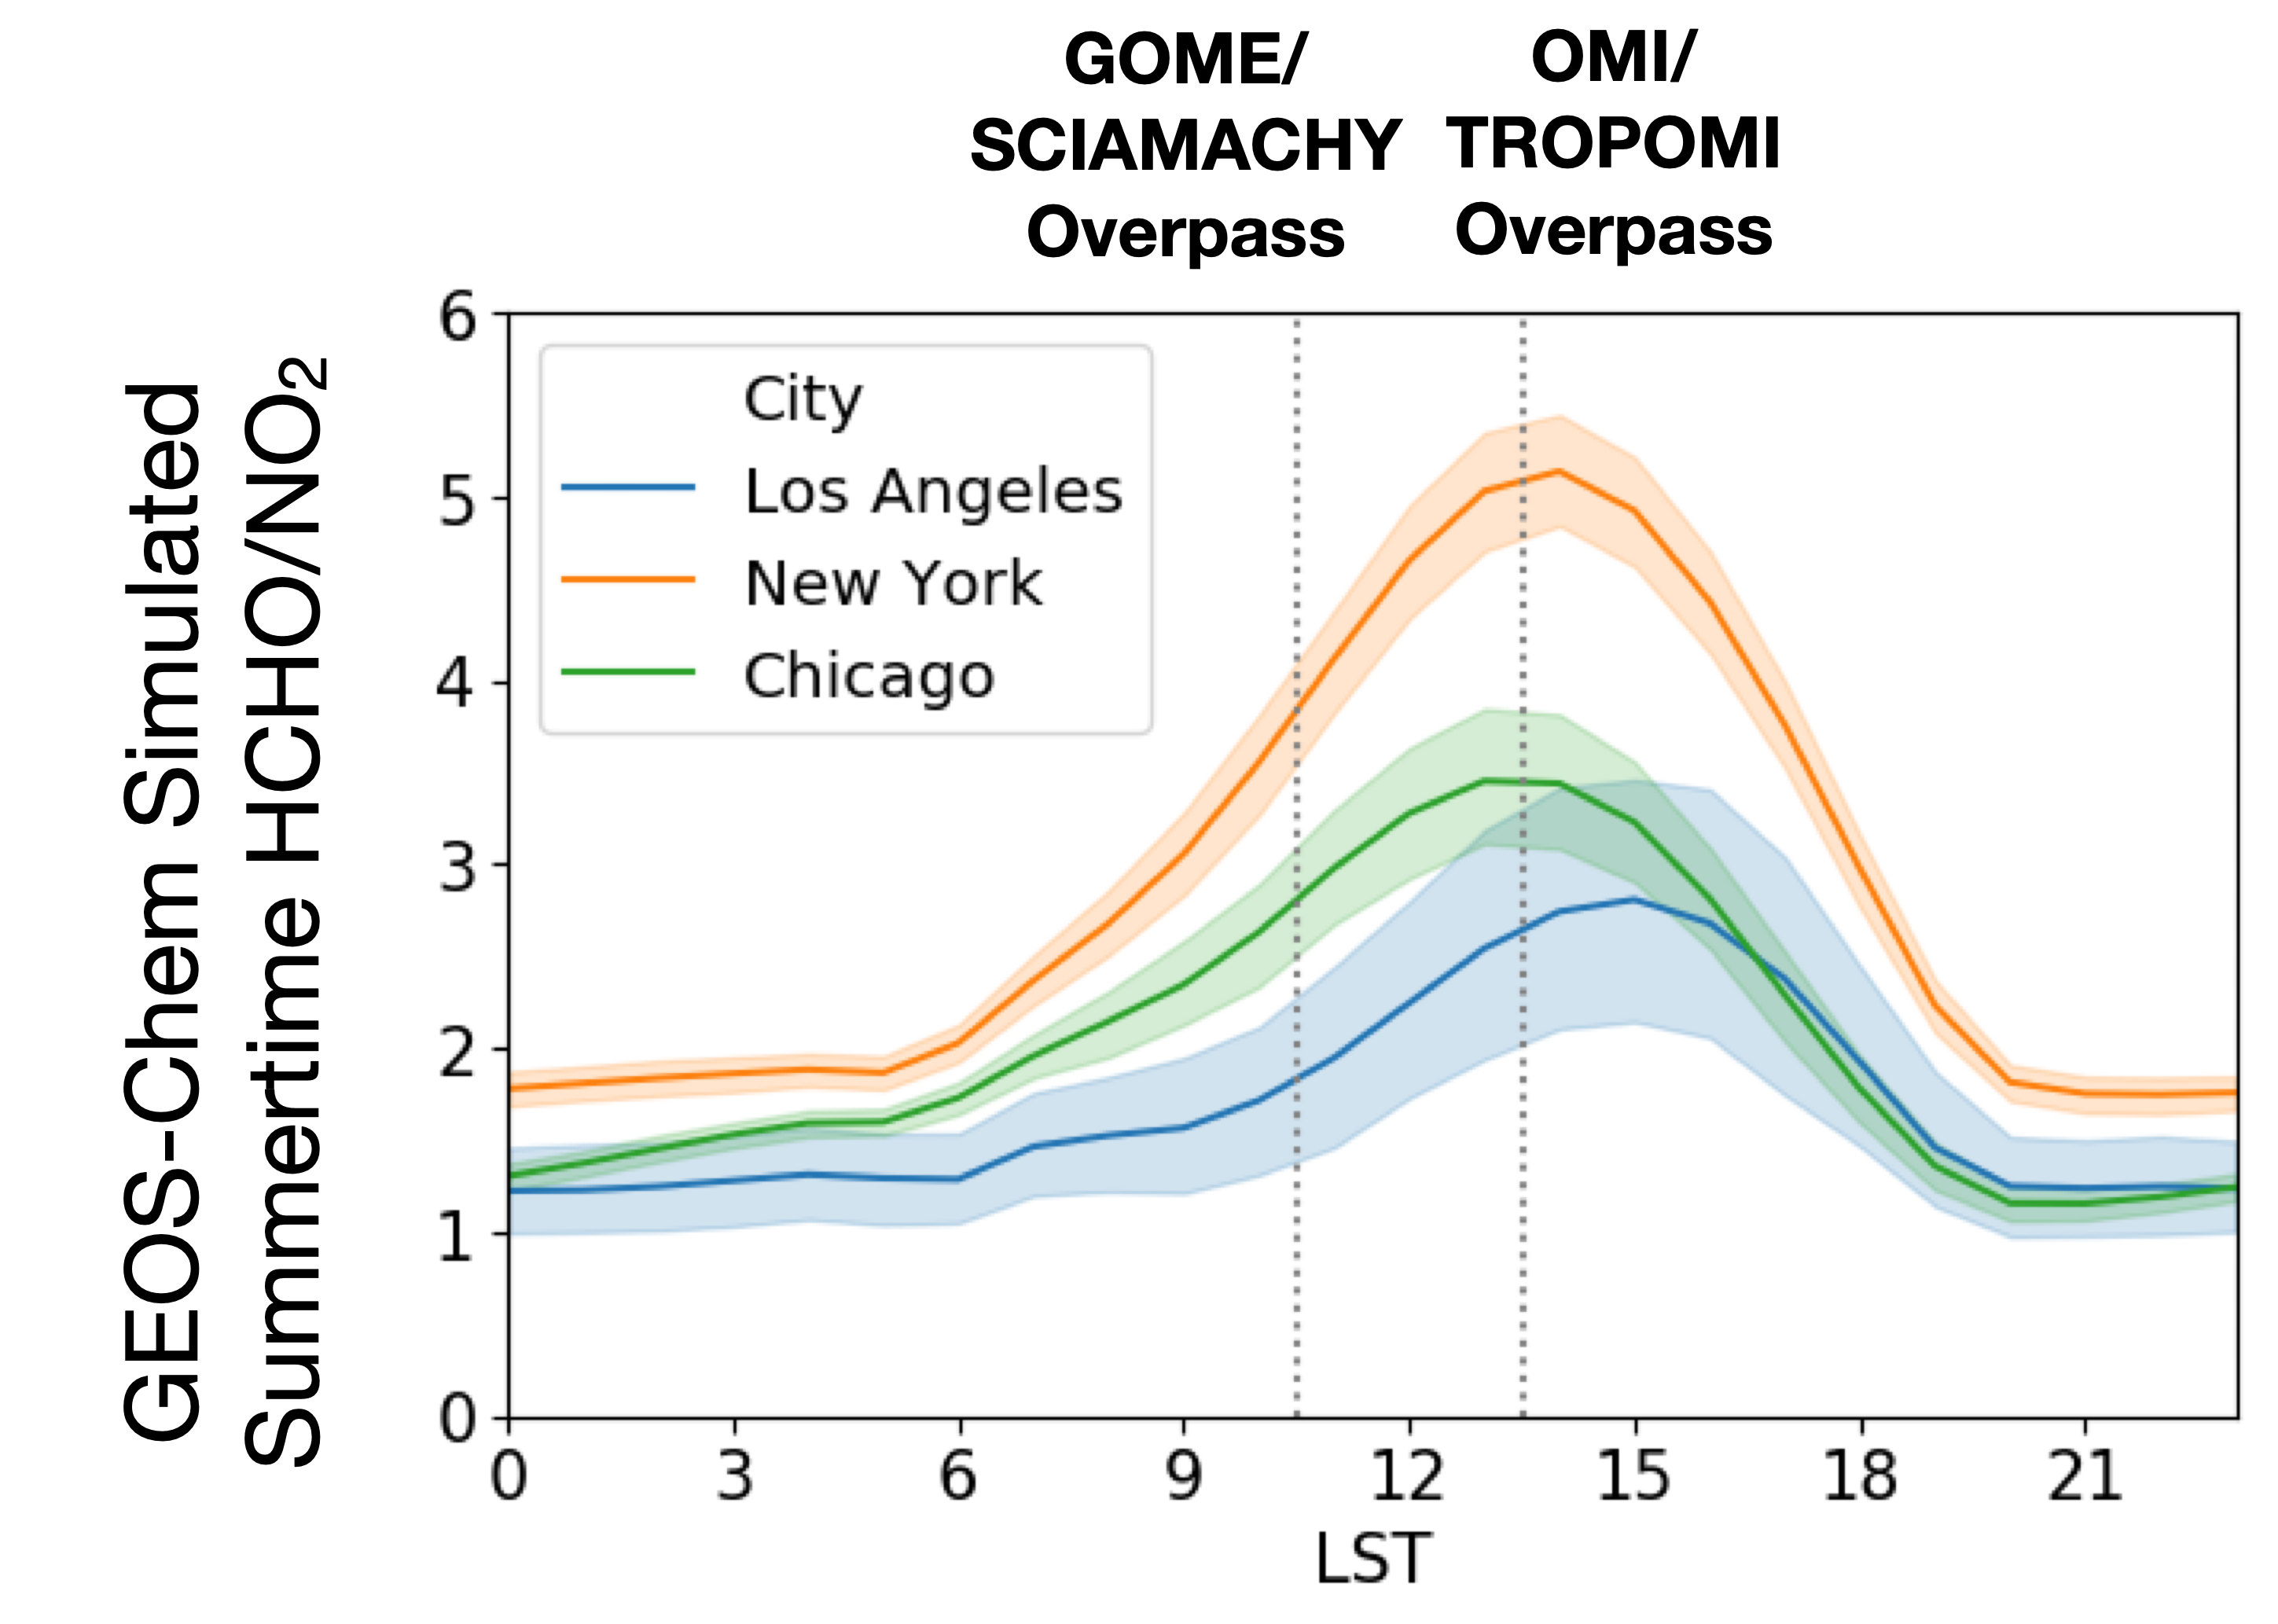 GOME/
SCIAMACHY
Overpass
OMI/
TROPOMI
Overpass
GEOS-Chem Simulated
Summertime HCHO/NO₂
6
5
4
3
2
1
0
City
Los Angeles
New York
Chicago
0 3 6 9 12 15 18 21
LST